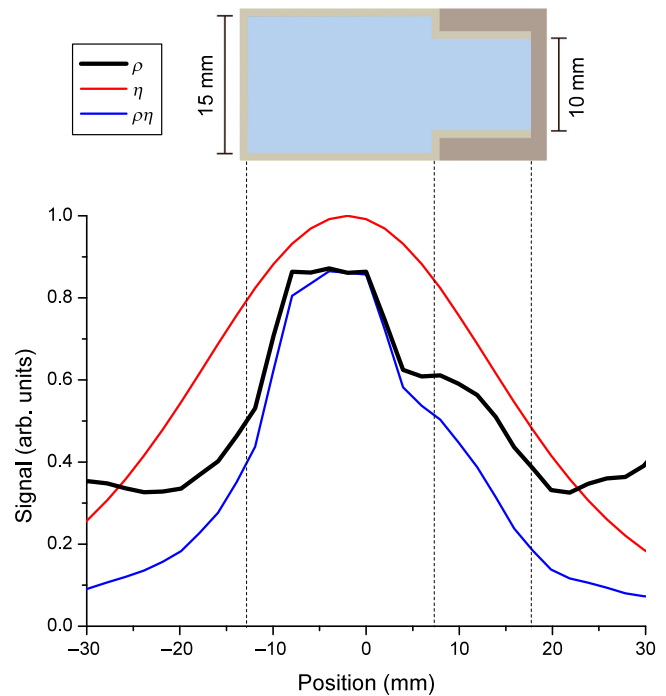 ρ
η
ρη
15 mm
10 mm
1.0
0.8
0.6
0.4
0.2
0.0
Signal (arb. units)
–30 –20 –10 0 10 20 30
Position (mm)